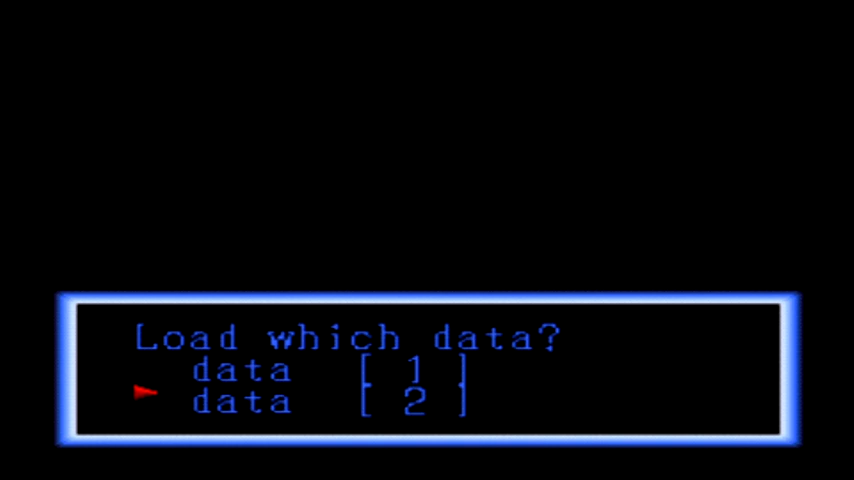 Load which data?
data [ 1 ]
data [ 2 ]